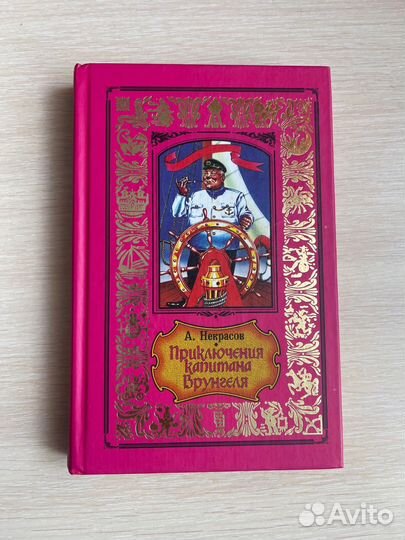 А. Некрасов
Приключения
капитана
Врунгеля
Avito